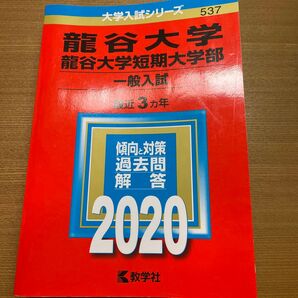 大学入試シリーズ 537
龍谷大学
龍谷大学短期大学部
一般入試
最近3カ年
傾向と対策
過去問
解答
2020
教学社